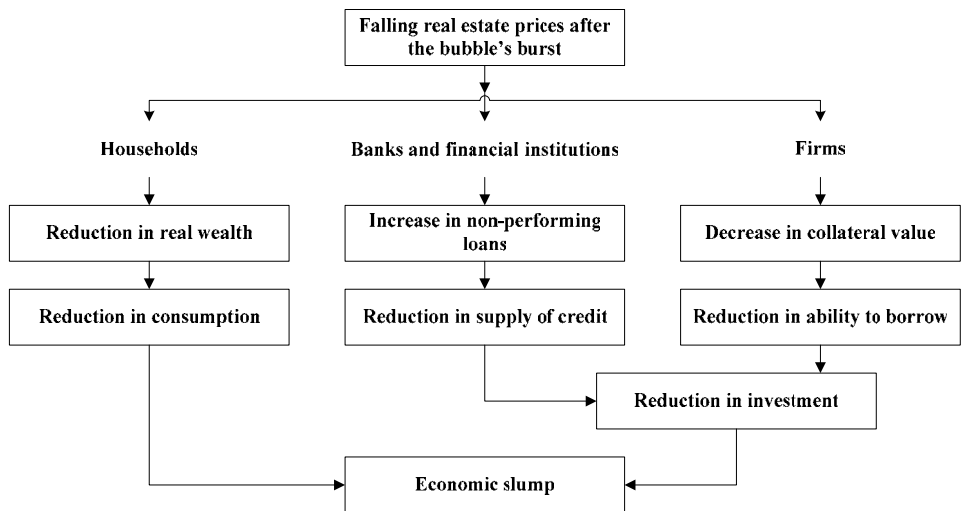 Falling real estate prices after
the bubble's burst
Households
Banks and financial institutions
Firms
Reduction in real wealth
Increase in non-performing
loans
Decrease in collateral value
Reduction in consumption
Reduction in supply of credit
Reduction in ability to borrow
Reduction in investment
Economic slump